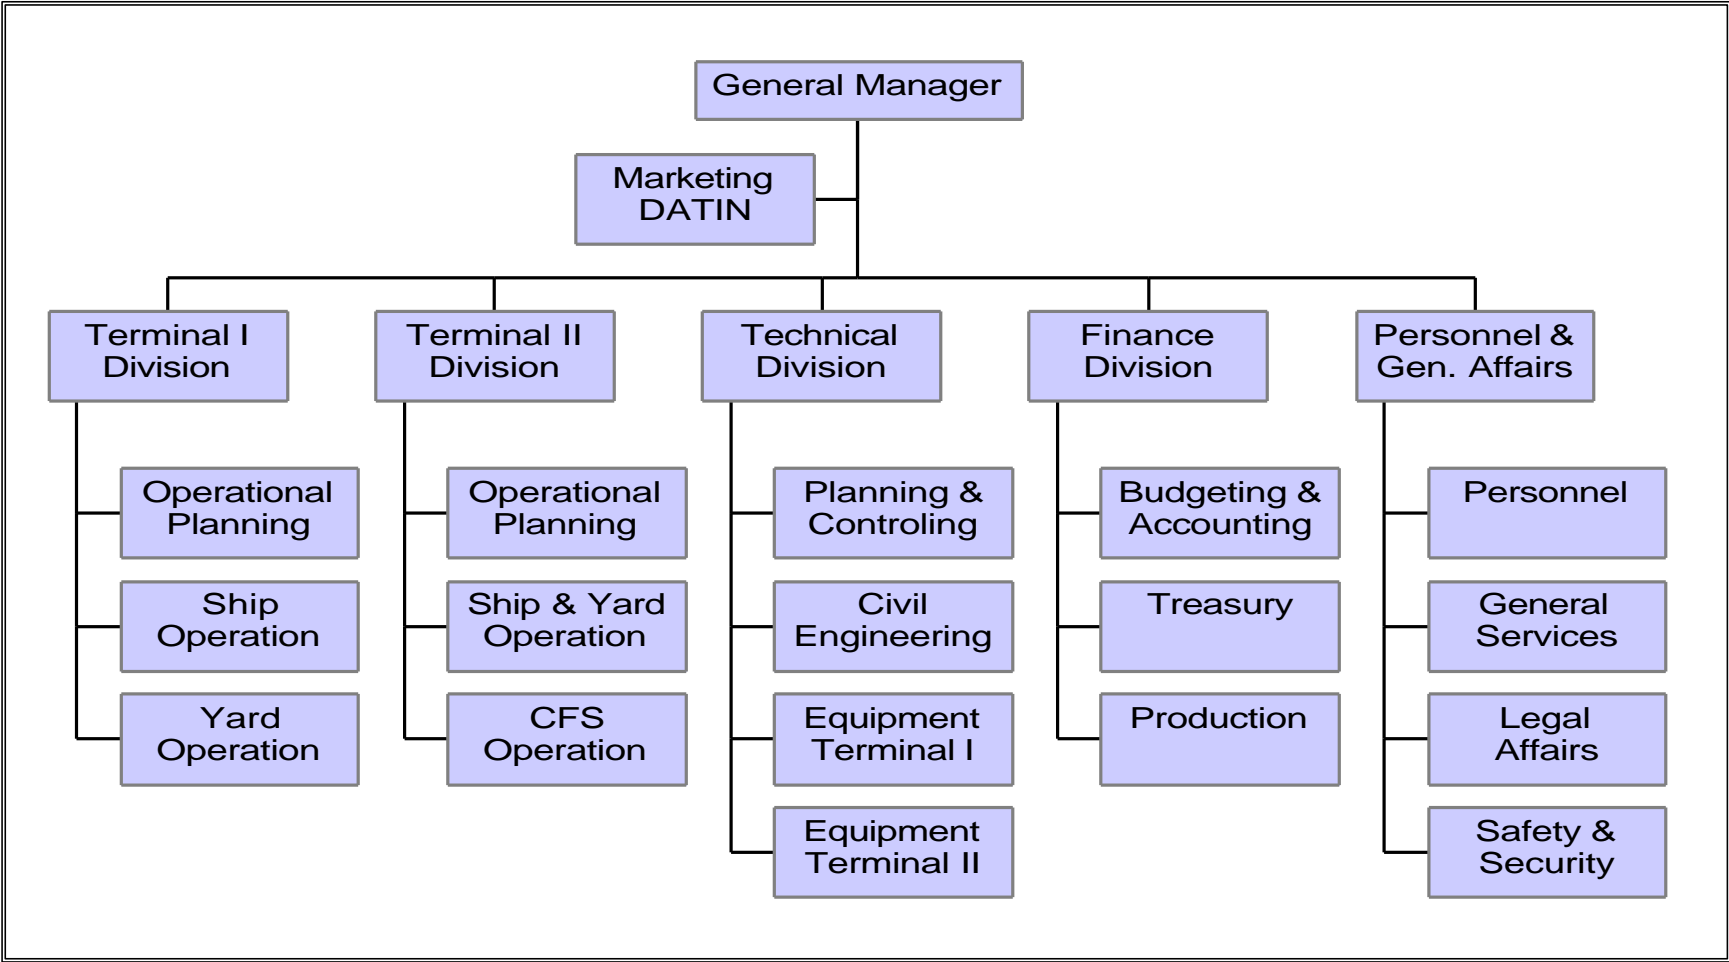 General Manager
Marketing
DATIN
Terminal I
Division
Terminal II
Division
Technical
Division
Finance
Division
Personnel &
Gen. Affairs
Operational
Planning
Ship
Operation
Yard
Operation
Operational
Planning
Ship & Yard
Operation
CFS
Operation
Planning &
Controling
Civil
Engineering
Equipment
Terminal I
Equipment
Terminal II
Budgeting &
Accounting
Treasury
Production
Personnel
General
Services
Legal
Affairs
Safety &
Security